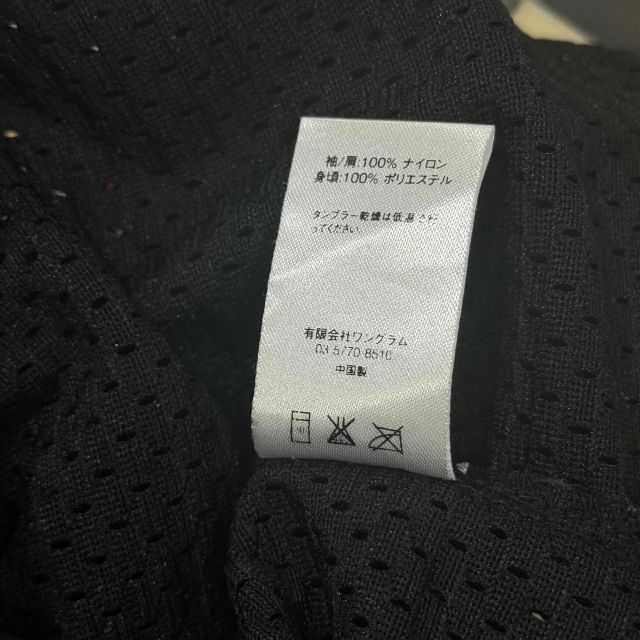 袖/肩:100% ナイロン
身頃:100% ポリエステル
タンブラー乾燥は低温で行
ってください.
有限会社ワングラム
03 5770 8510
中国製